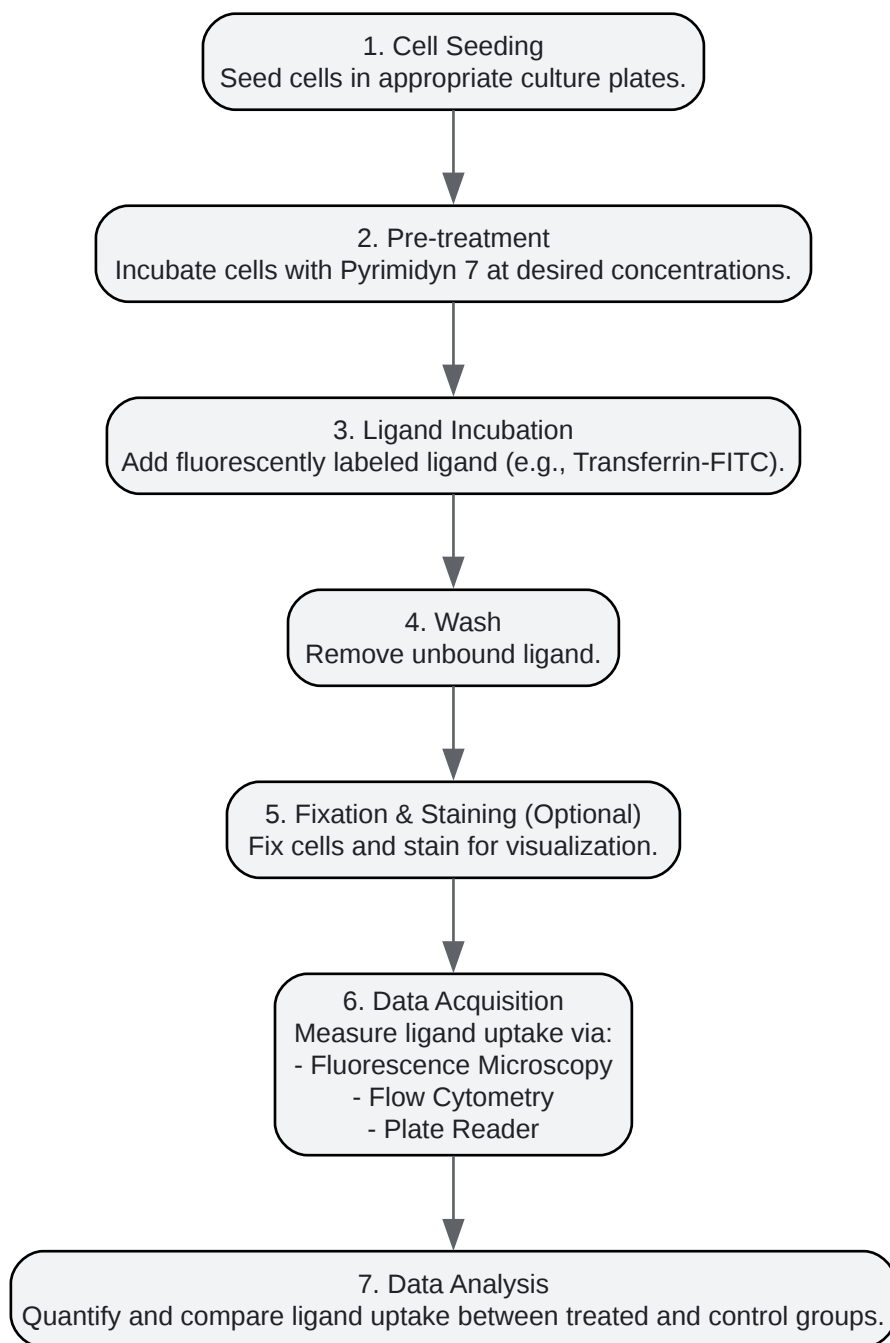 1. Cell Seeding
Seed cells in appropriate culture plates.
2. Pre-treatment
Incubate cells with Pyrimidyn 7 at desired concentrations.
3. Ligand Incubation
Add fluorescently labeled ligand (e.g., Transferrin-FITC).
4. Wash
Remove unbound ligand.
5. Fixation & Staining (Optional)
Fix cells and stain for visualization.
6. Data Acquisition
Measure ligand uptake via:
- Fluorescence Microscopy
- Flow Cytometry
- Plate Reader
7. Data Analysis
Quantify and compare ligand uptake between treated and control groups.